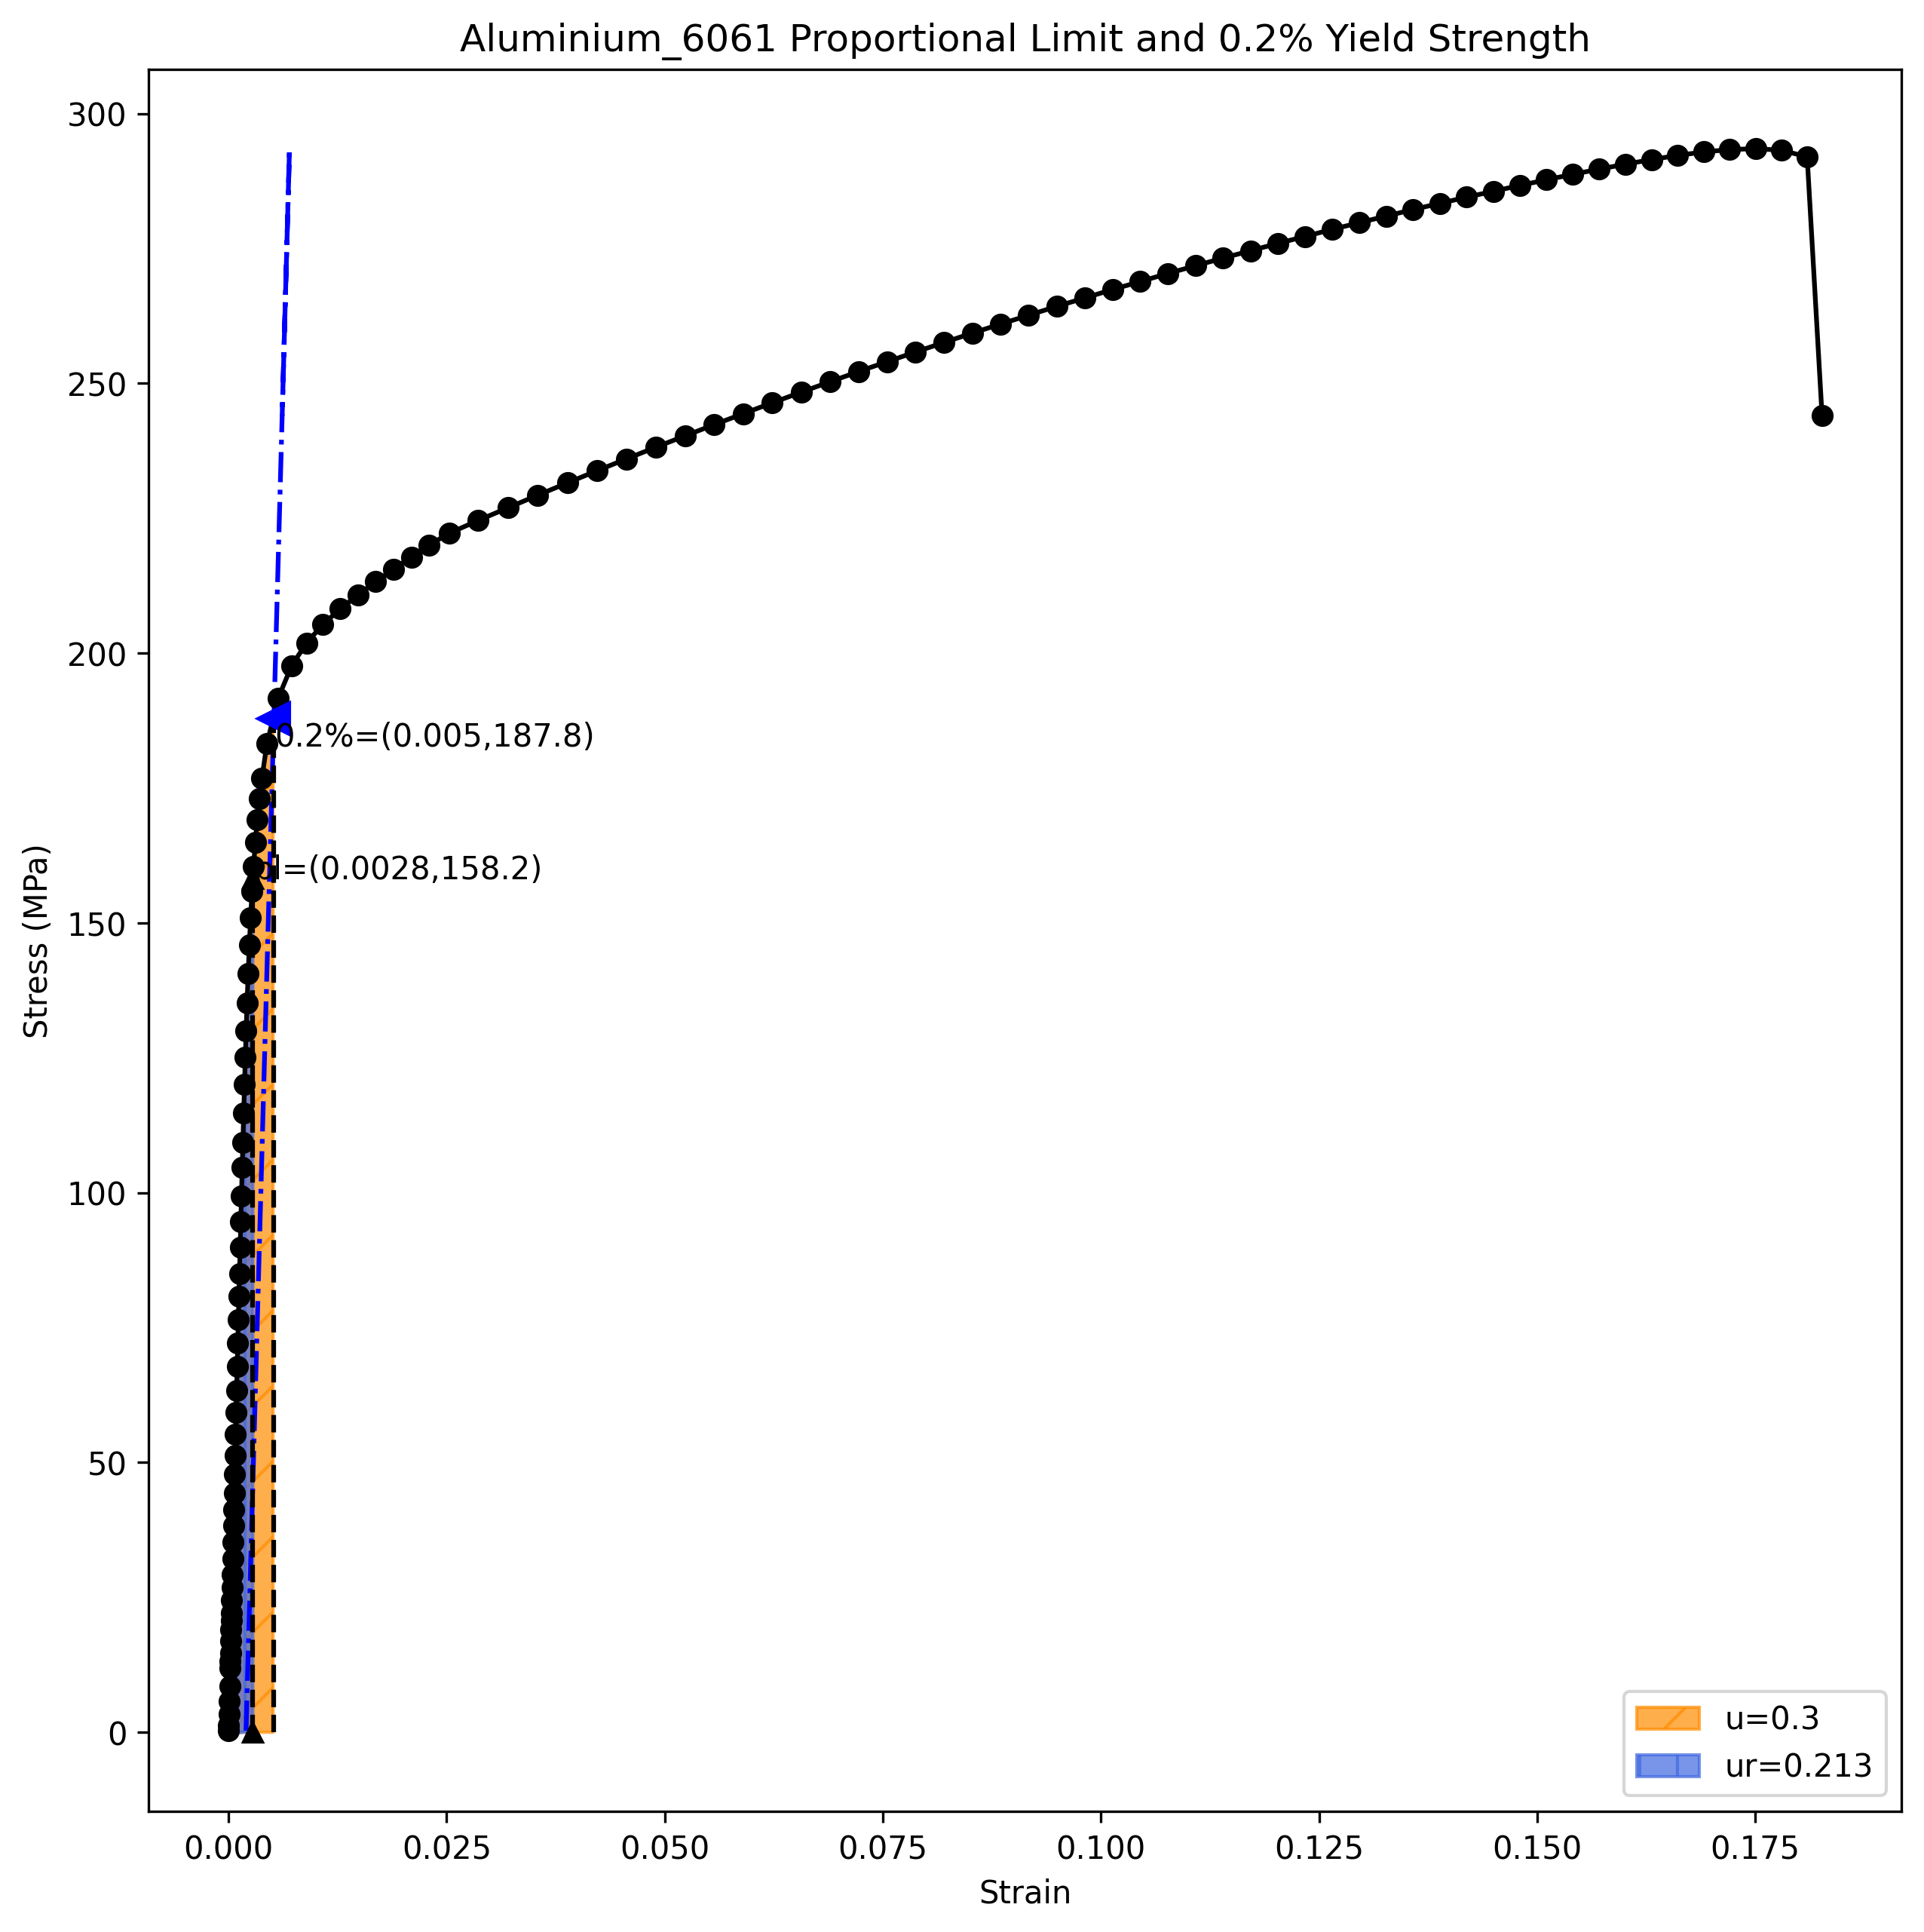 Aluminium_6061 Proportional Limit and 0.2% Yield Strength
300
250
200
150
100
50
0
Stress (MPa)
0.2%=(0.005,187.8)
pl=(0.0028,158.2)
u=0.3
ur=0.213
0.000 0.025 0.050 0.075 0.100 0.125 0.150 0.175
Strain